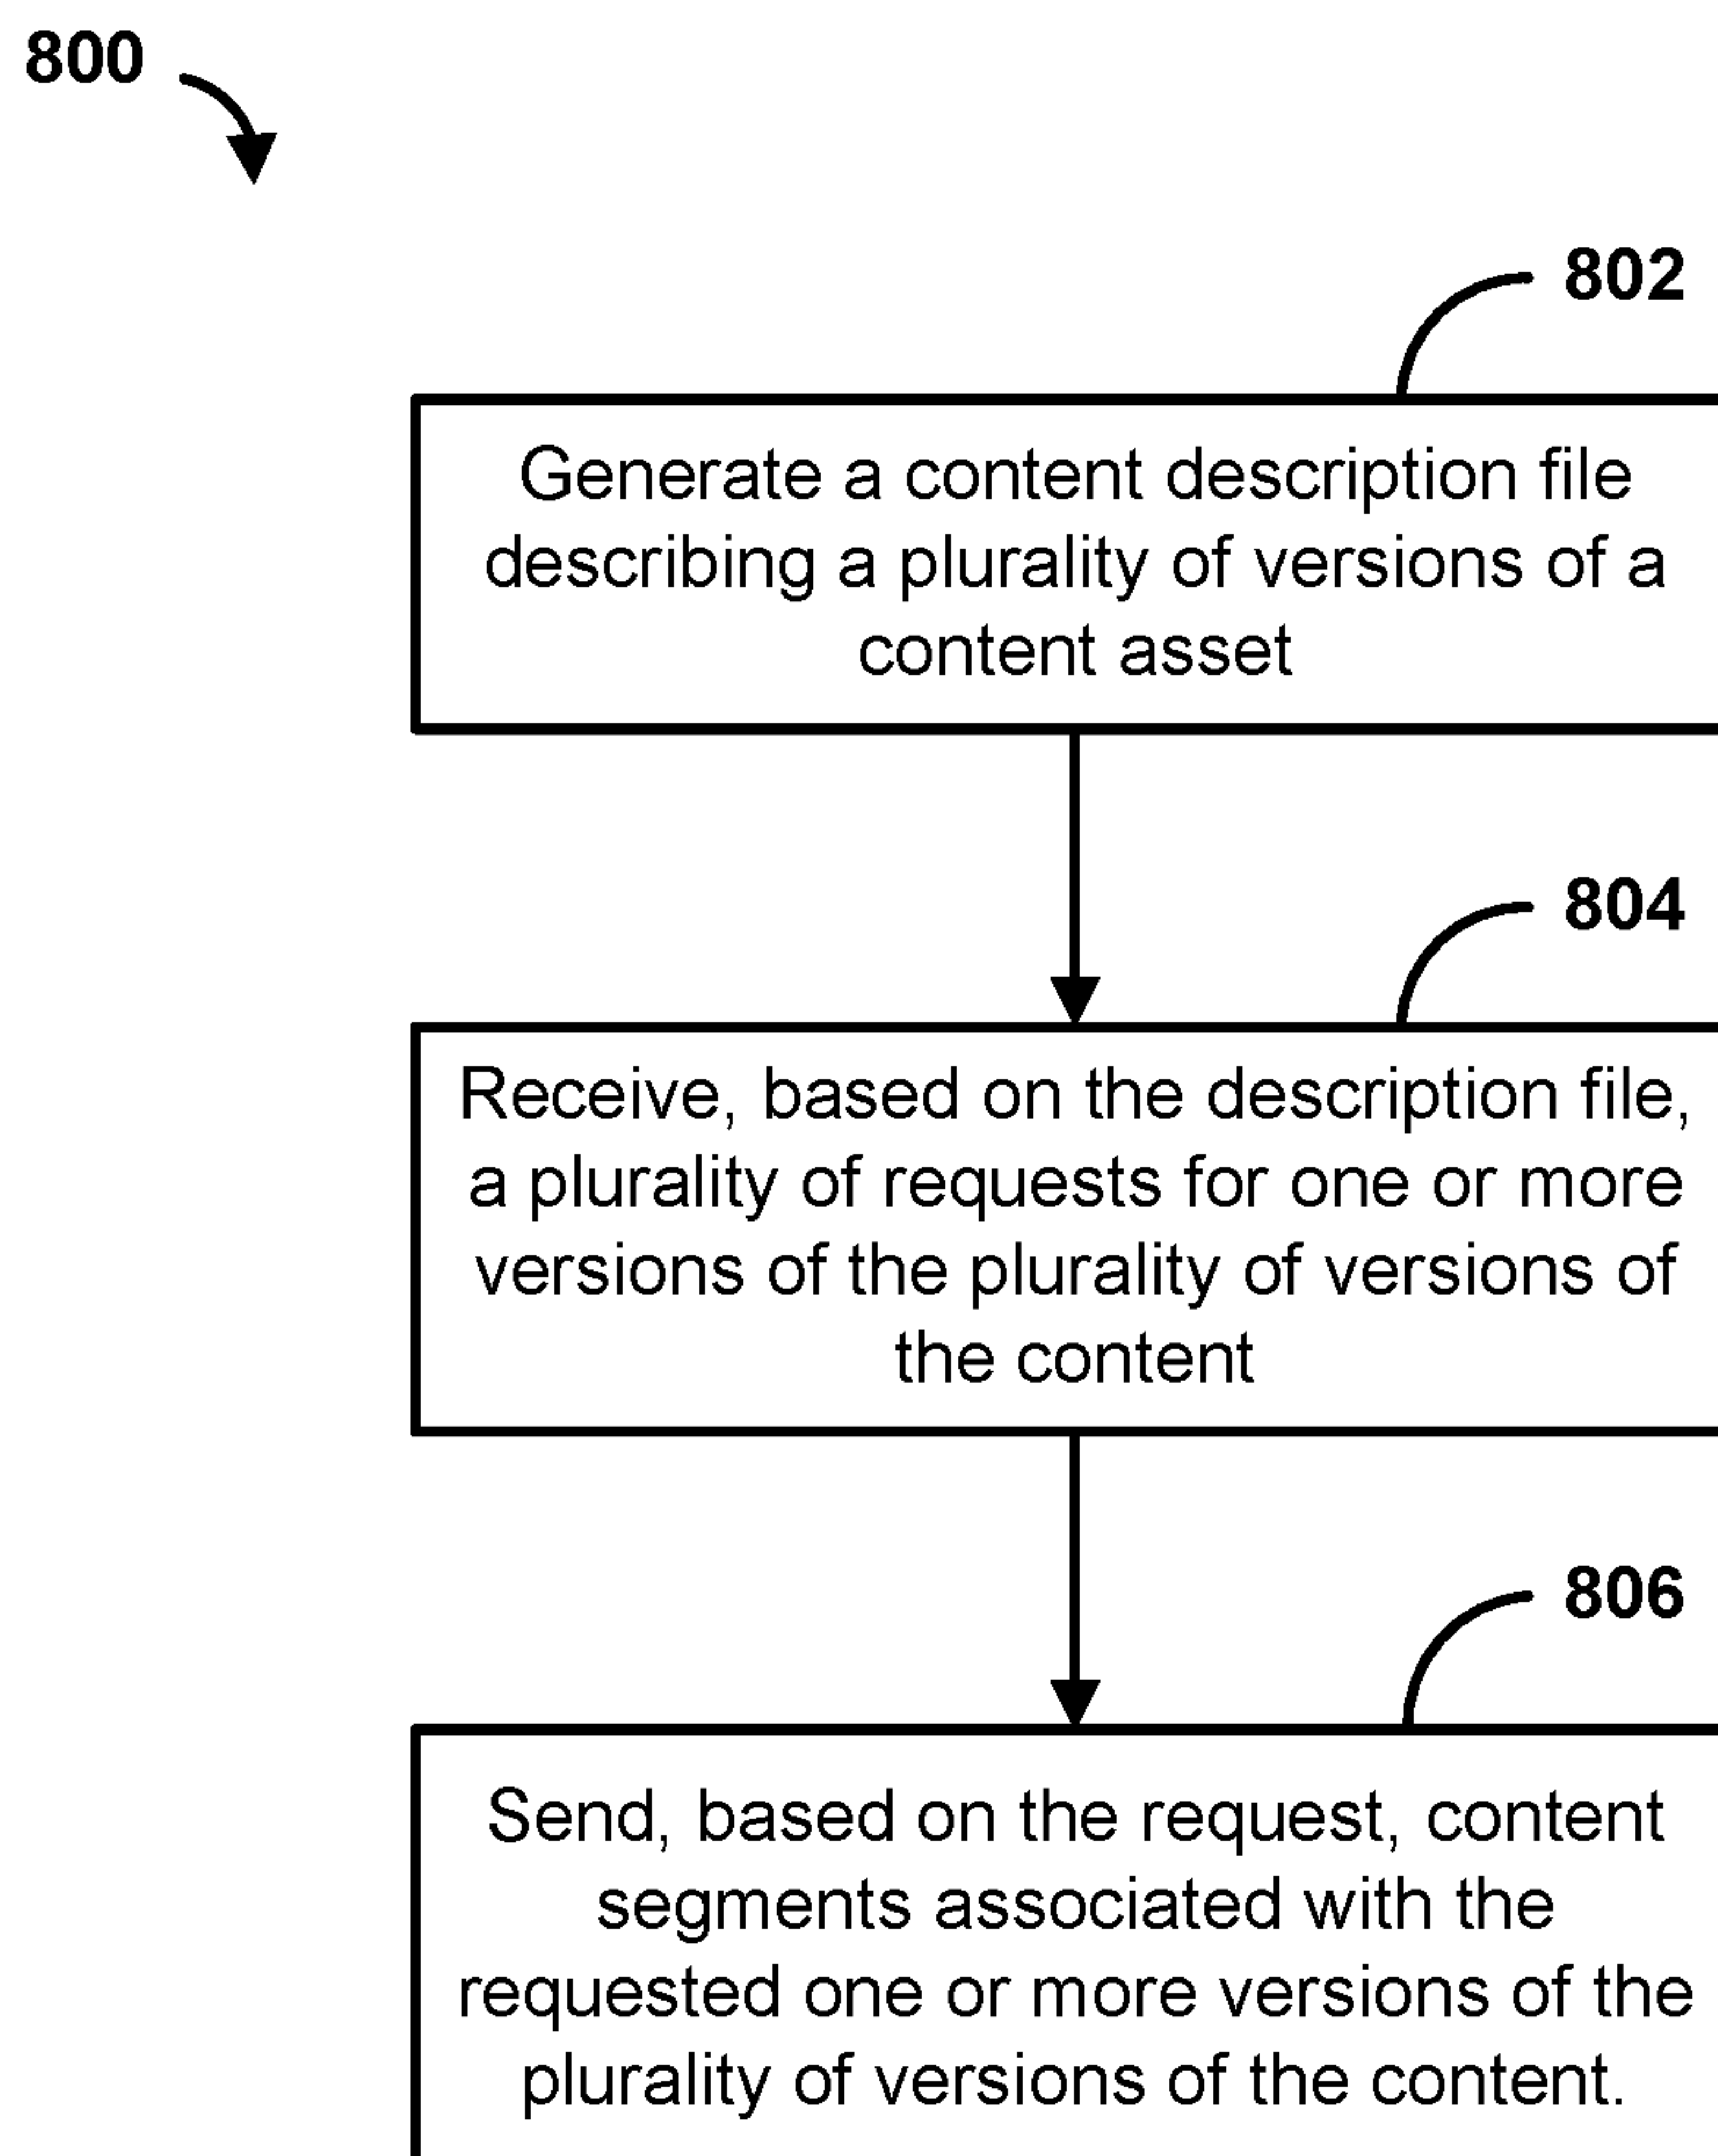 800
802
Generate a content description file
describing a plurality of versions of a
content asset
804
Receive, based on the description file,
a plurality of requests for one or more
versions of the plurality of versions of
the content
806
Send, based on the request, content
segments associated with the
requested one or more versions of the
plurality of versions of the content.